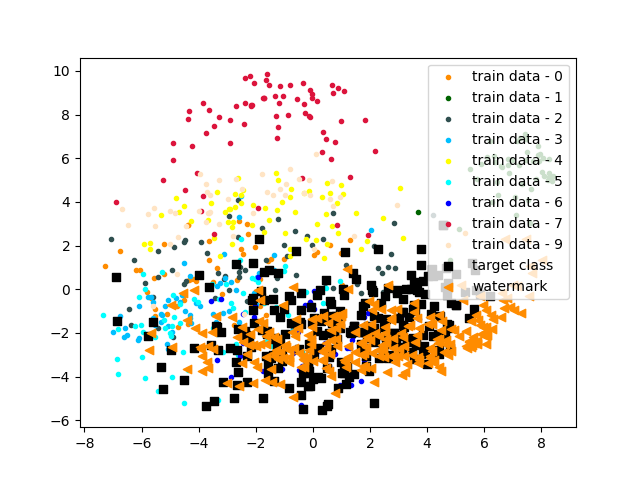 10
8
6
4
2
0
−2
−4
−6
−8
−6
−4
−2
0
2
4
6
8
train data - 0
train data - 1
train data - 2
train data - 3
train data - 4
train data - 5
train data - 6
train data - 7
train data - 9
target class
watermark